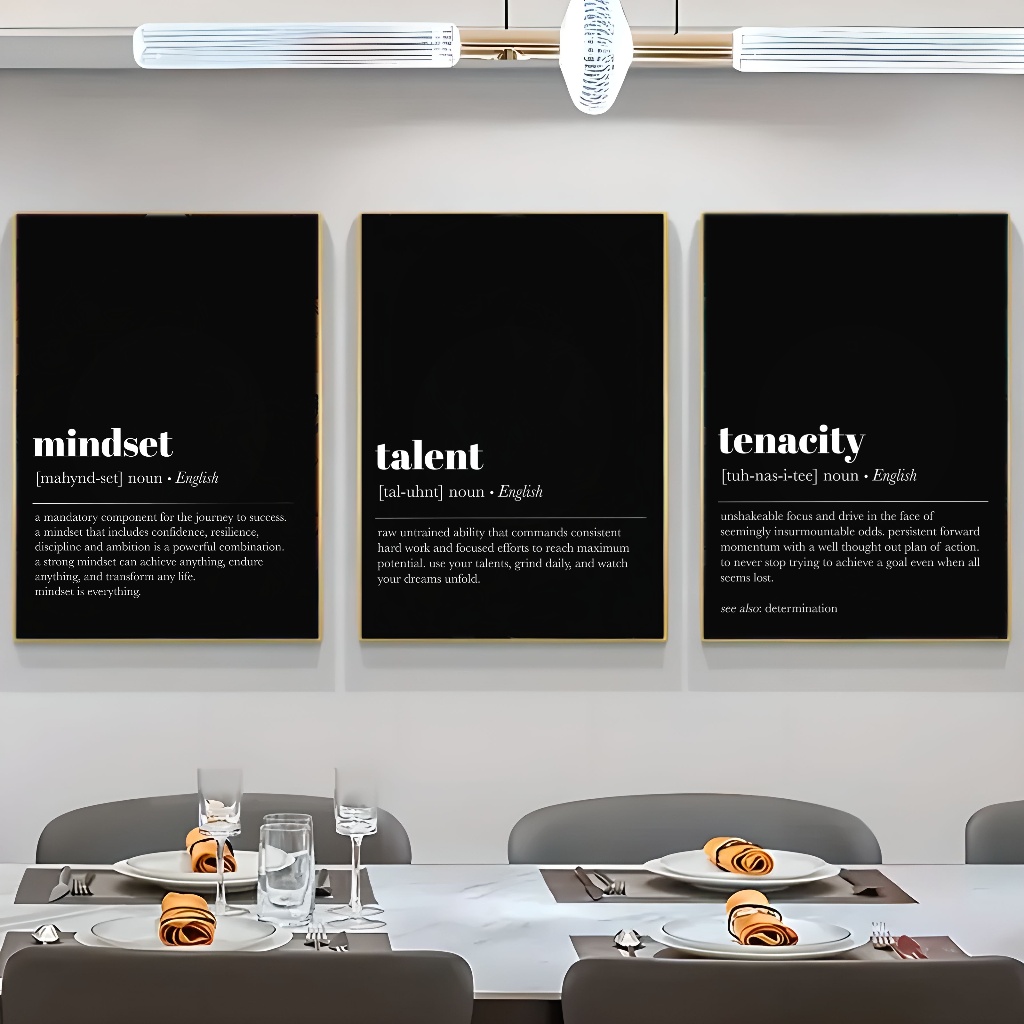 mindset
[mahynd-set] noun • English
a mandatory component for the journey to success.
a mindset that includes confidence, resilience,
discipline and ambition is a powerful combination.
a strong mindset can achieve anything, endure
anything, and transform any life.
mindset is everything.
talent
[tal-uhnt] noun • English
raw untrained ability that commands consistent
hard work and focused efforts to reach maximum
potential. use your talents, grind daily, and watch
your dreams unfold.
tenacity
[tuh-nas-i-tee] noun • English
unshakeable focus and drive in the face of
seemingly insurmountable odds. persistent forward
momentum with a well thought out plan of action.
to never stop trying to achieve a goal even when all
seems lost.
see also: determination